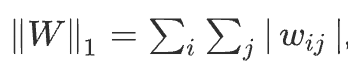 ‖W‖₁ = ∑ᵢ ∑ⱼ | wᵢⱼ |,